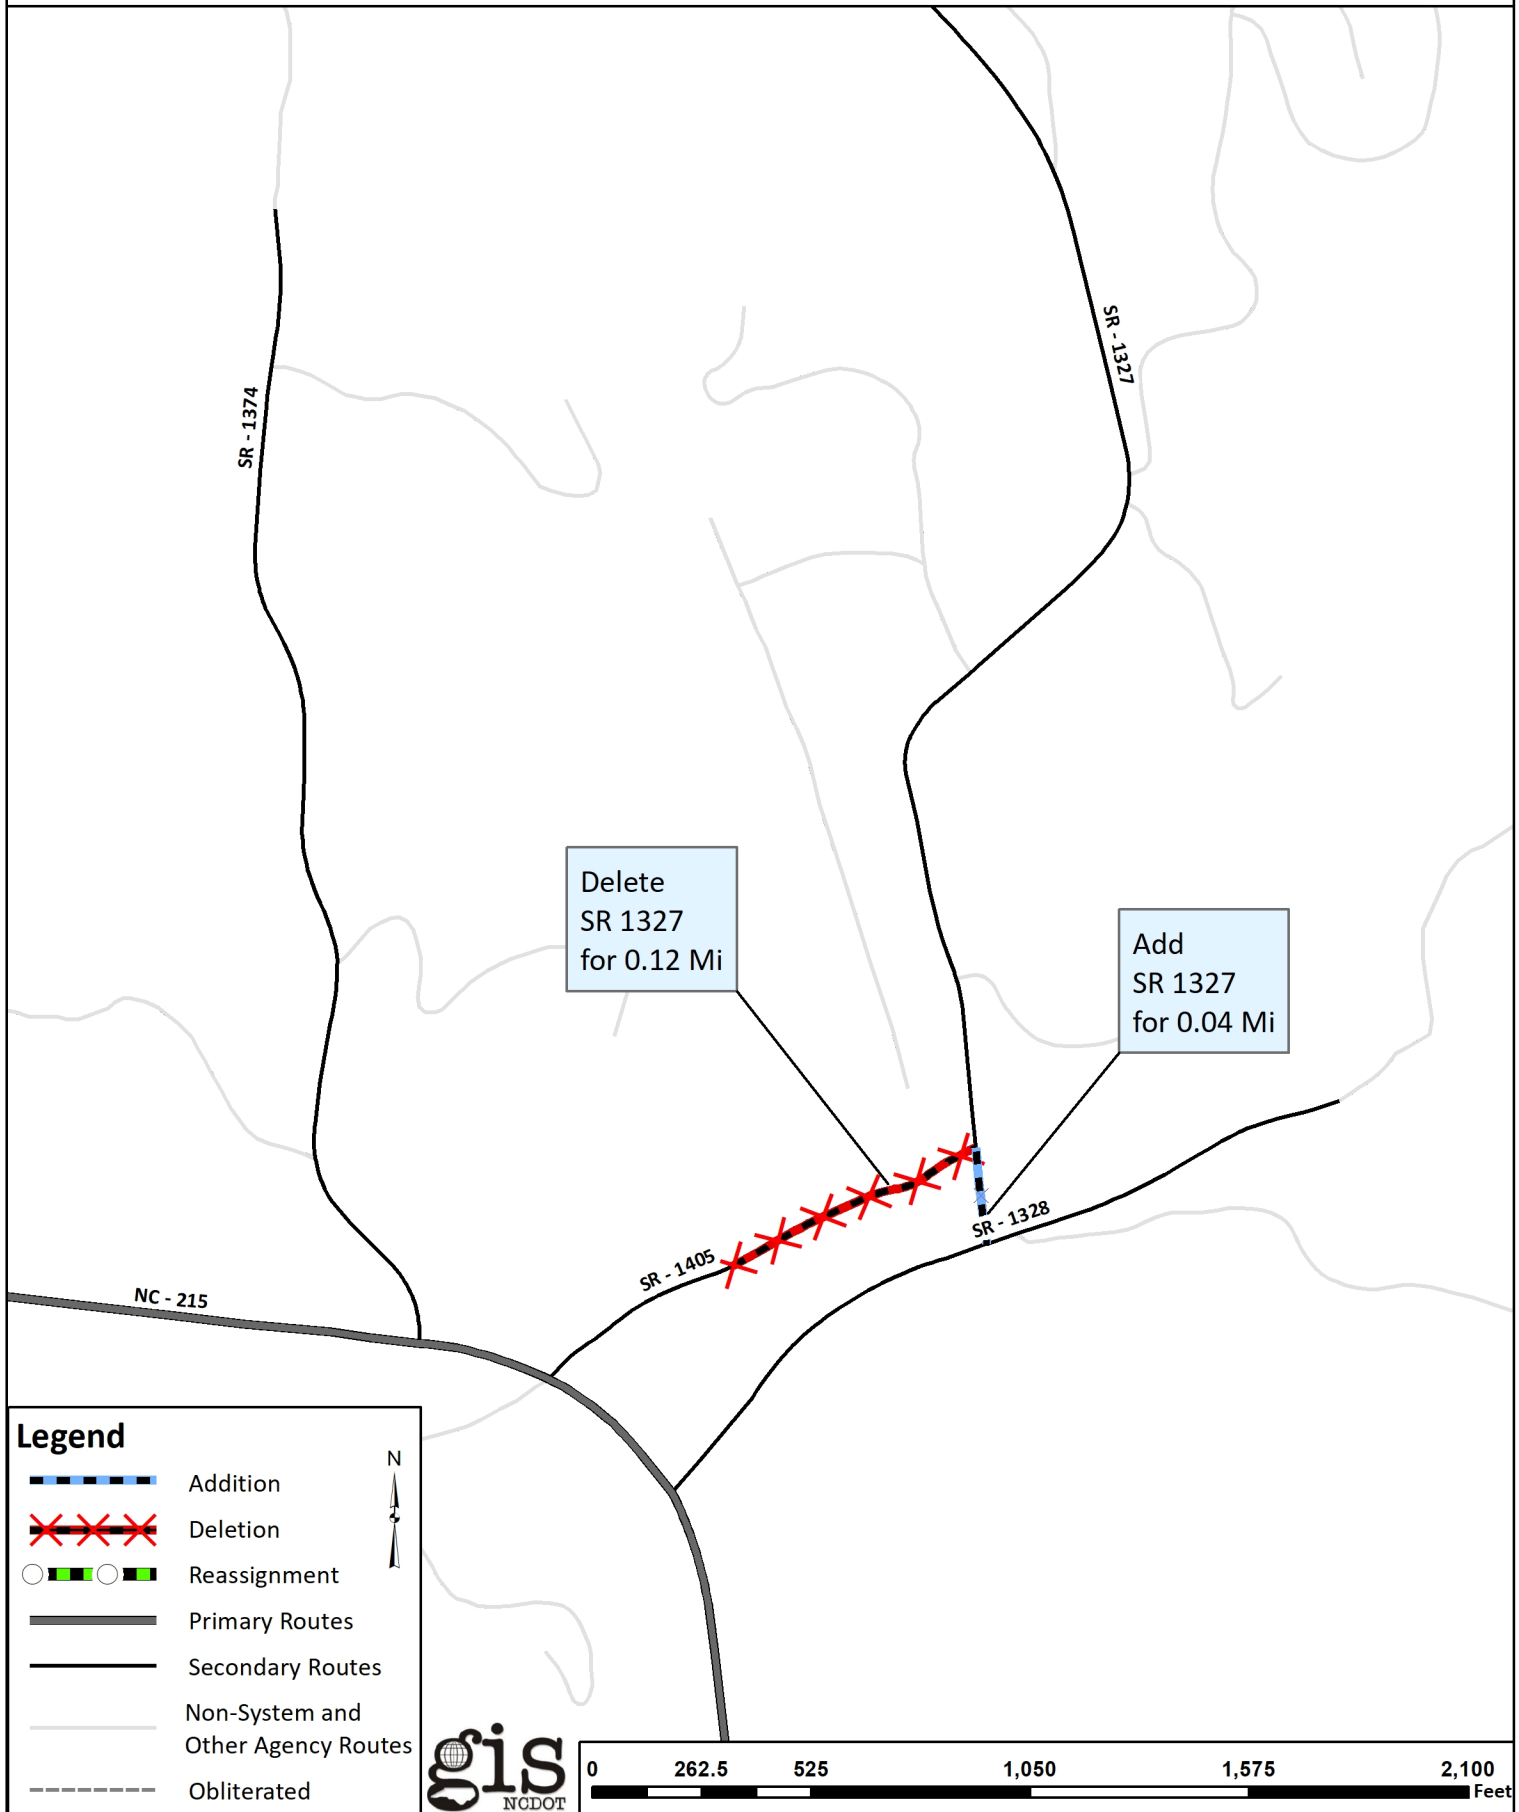 SR - 1327
SR - 1374
Delete
SR 1327
for 0.12 Mi
Add
SR 1327
for 0.04 Mi
SR - 1328
SR - 1405
NC - 215
Legend
N
Addition
Deletion
Reassignment
Primary Routes
Secondary Routes
Non-System and
Other Agency Routes
Obliterated
gis
NCDOT
0 262.5 525 1,050 1,575 2,100
Feet